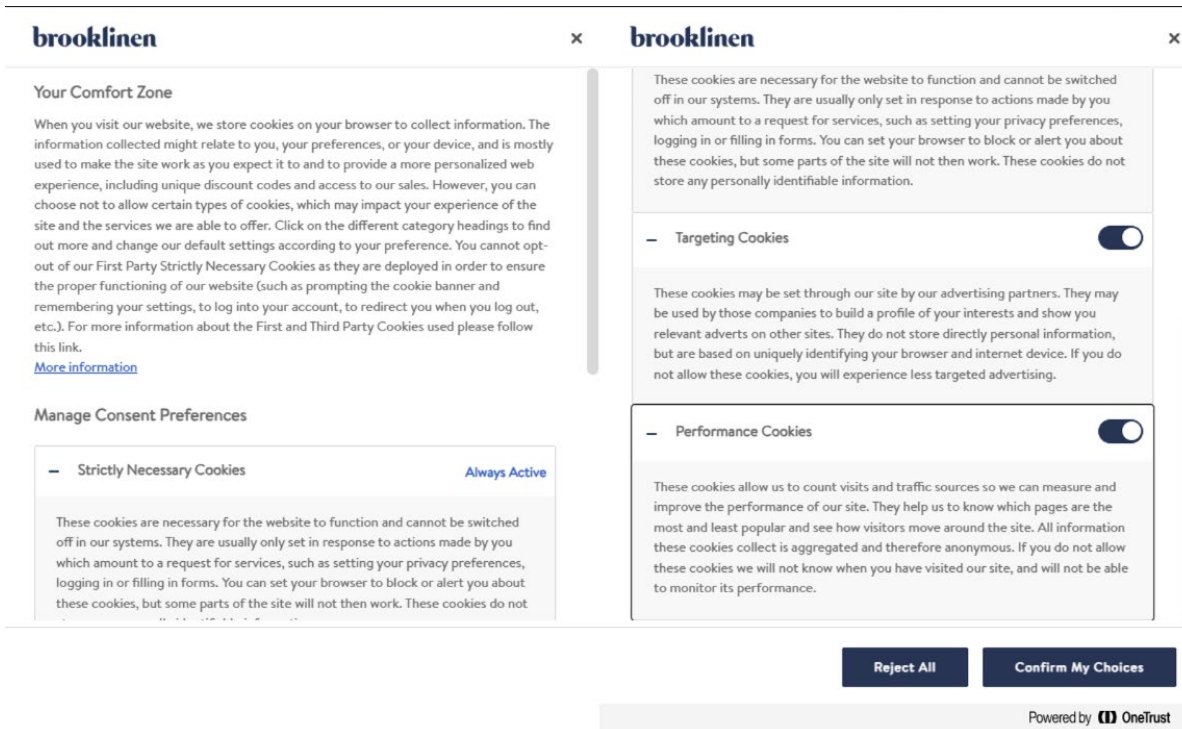 brooklinen
×
Your Comfort Zone
When you visit our website, we store cookies on your browser to collect information. The
information collected might relate to you, your preferences, or your device, and is mostly
used to make the site work as you expect it to and to provide a more personalized web
experience, including unique discount codes and access to our sales. However, you can
choose not to allow certain types of cookies, which may impact your experience of the
site and the services we are able to offer. Click on the different category headings to find
out more and change our default settings according to your preference. You cannot opt-
out of our First Party Strictly Necessary Cookies as they are deployed in order to ensure
the proper functioning of our website (such as prompting the cookie banner and
remembering your settings, to log into your account, to redirect you when you log out,
etc.). For more information about the First and Third Party Cookies used please follow
this link.
More information
Manage Consent Preferences
– Strictly Necessary Cookies Always Active
These cookies are necessary for the website to function and cannot be switched
off in our systems. They are usually only set in response to actions made by you
which amount to a request for services, such as setting your privacy preferences,
logging in or filling in forms. You can set your browser to block or alert you about
these cookies, but some parts of the site will not then work. These cookies do not
brooklinen
×
These cookies are necessary for the website to function and cannot be switched
off in our systems. They are usually only set in response to actions made by you
which amount to a request for services, such as setting your privacy preferences,
logging in or filling in forms. You can set your browser to block or alert you about
these cookies, but some parts of the site will not then work. These cookies do not
store any personally identifiable information.
– Targeting Cookies
These cookies may be set through our site by our advertising partners. They may
be used by those companies to build a profile of your interests and show you
relevant adverts on other sites. They do not store directly personal information,
but are based on uniquely identifying your browser and internet device. If you do
not allow these cookies, you will experience less targeted advertising.
– Performance Cookies
These cookies allow us to count visits and traffic sources so we can measure and
improve the performance of our site. They help us to know which pages are the
most and least popular and see how visitors move around the site. All information
these cookies collect is aggregated and therefore anonymous. If you do not allow
these cookies we will not know when you have visited our site, and will not be able
to monitor its performance.
Reject All
Confirm My Choices
Powered by OneTrust